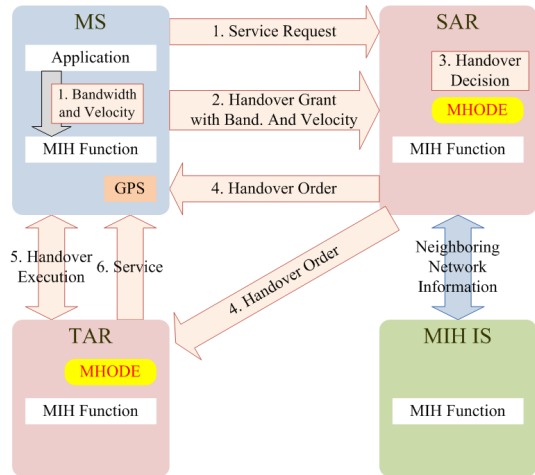 MS
Application
1. Bandwidth
and Velocity
MIH Function
GPS
1. Service Request
2. Handover Grant
with Band. And Velocity
4. Handover Order
SAR
3. Handover
Decision
MHODE
MIH Function
5. Handover
Execution
6. Service
4. Handover Order
Neighboring
Network
Information
TAR
MHODE
MIH Function
MIH IS
MIH Function